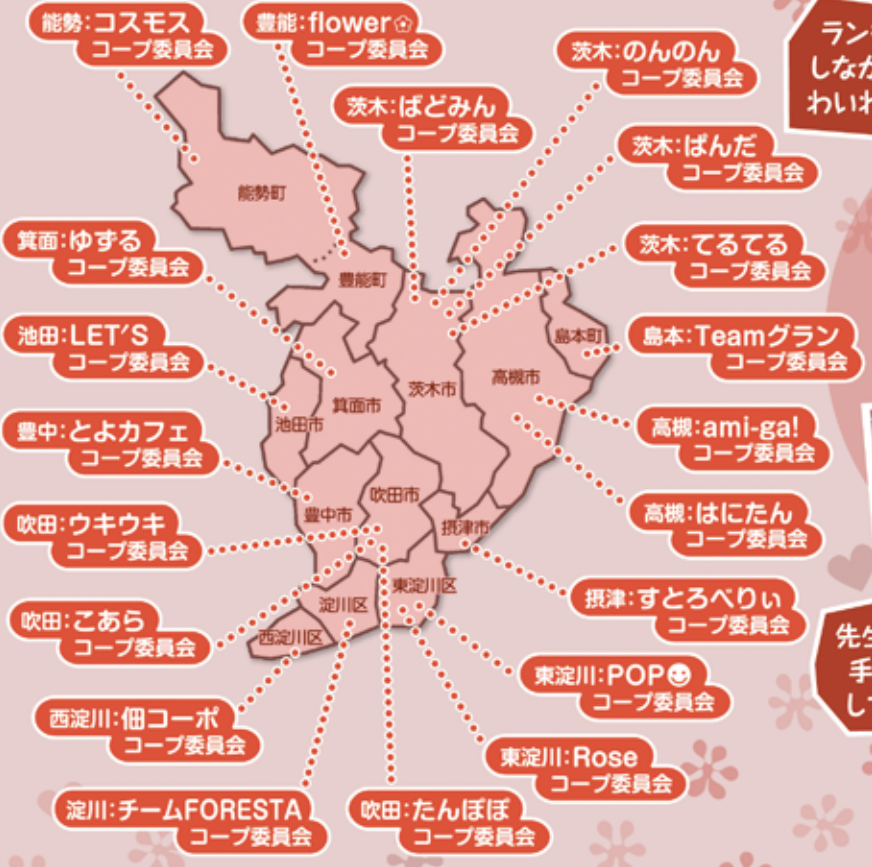 能勢:コスモス
コープ委員会
豊能:flower
コープ委員会
茨木:のんのん
コープ委員会
茨木:ばどみん
コープ委員会
茨木:ぱんだ
コープ委員会
箕面:ゆずる
コープ委員会
茨木:てるてる
コープ委員会
池田:LET'S
コープ委員会
島本:Teamグラン
コープ委員会
豊中:とよカフェ
コープ委員会
高槻:ami-ga!
コープ委員会
吹田:ウキウキ
コープ委員会
高槻:はにたん
コープ委員会
吹田:こあら
コープ委員会
摂津:すとろべりぃ
コープ委員会
西淀川:佃コーポ
コープ委員会
東淀川:POP
コープ委員会
東淀川:Rose
コープ委員会
淀川:チームFORESTA
コープ委員会
吹田:たんぽぽ
コープ委員会
能勢町
豊能町
島本町
高槻市
茨木市
箕面市
池田市
吹田市
豊中市
摂津市
東淀川区
淀川区
西淀川区
ラン
しなが
わいわ
先生
手
して